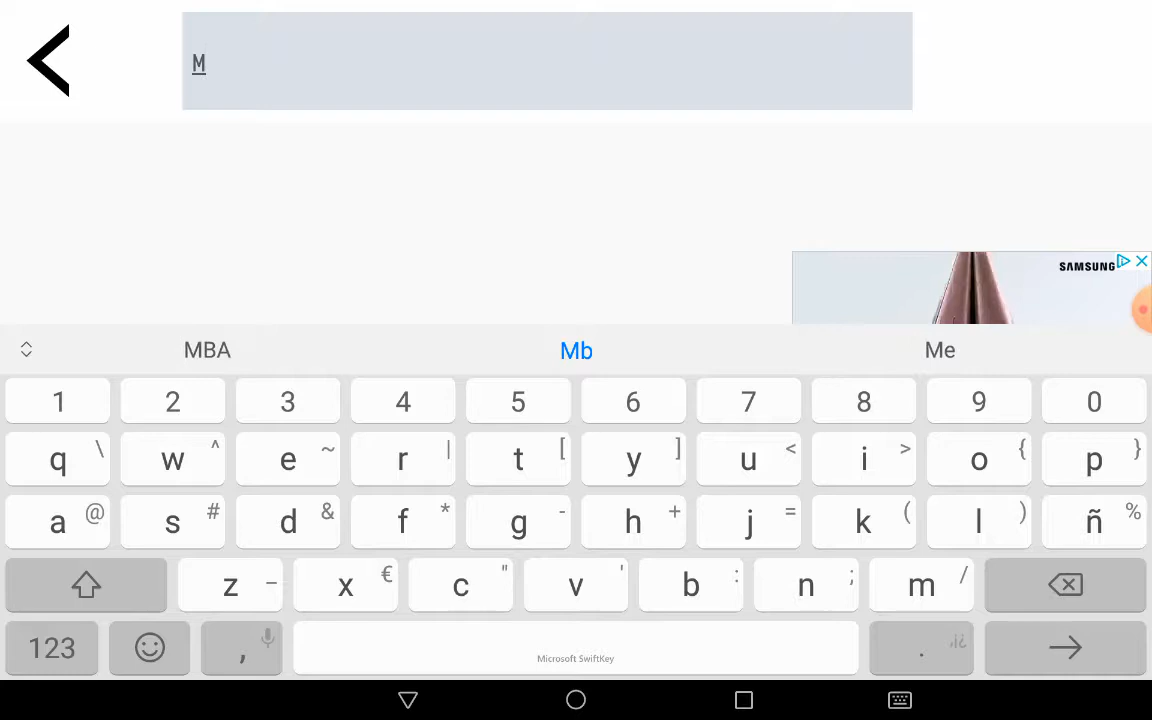 M
SAMSUNG
MBA Mb Me
1 2 3 4 5 6 7 8 9 0
q \ w ^ e ~ r | t [ y ] u < i > o { p }
a @ s # d & f * g - h + j = k ( l ) ñ %
z _ x € c " v ' b : n ; m /
123 , . ,!¿
Microsoft SwiftKey